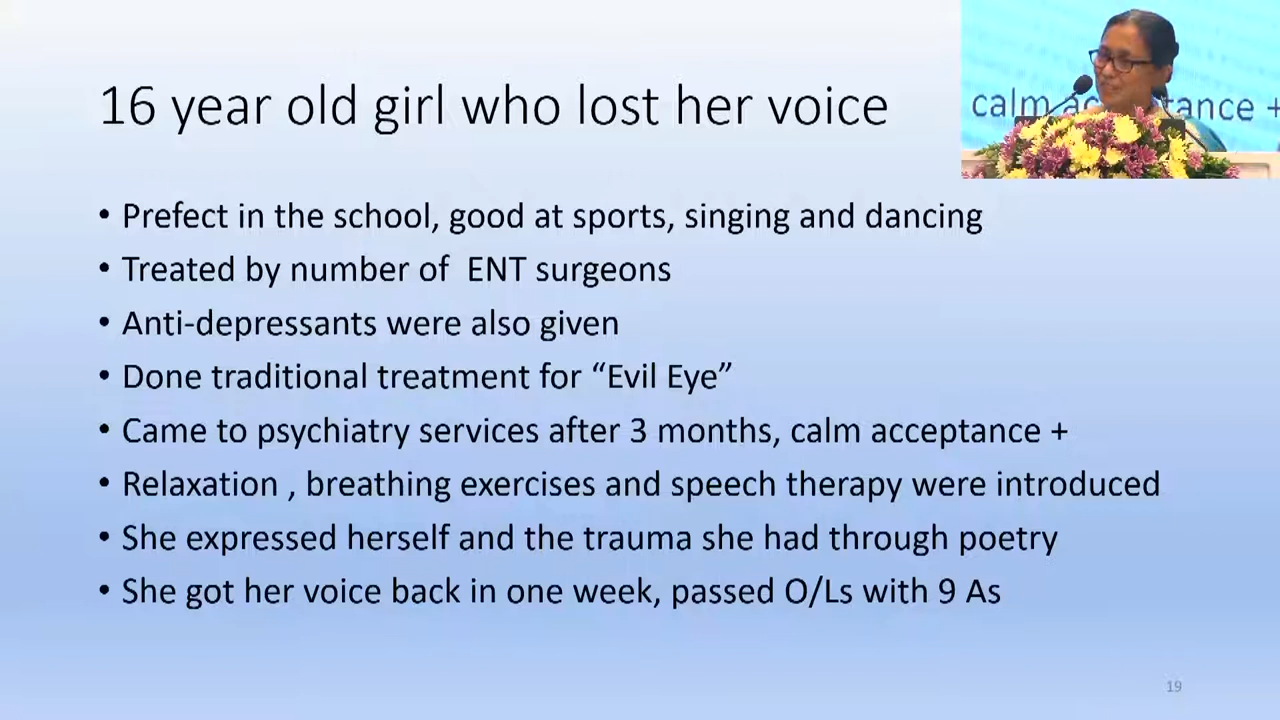 16 year old girl who lost her voice
calm acceptance +
• Prefect in the school, good at sports, singing and dancing
• Treated by number of  ENT surgeons
• Anti-depressants were also given
• Done traditional treatment for “Evil Eye”
• Came to psychiatry services after 3 months, calm acceptance +
• Relaxation , breathing exercises and speech therapy were introduced
• She expressed herself and the trauma she had through poetry
• She got her voice back in one week, passed O/Ls with 9 As
19